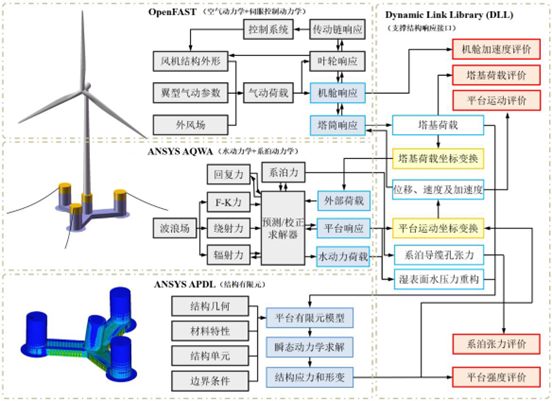 OpenFAST (空气动力学+伺服控制动力学)
控制系统
传动链响应
风机结构外形
叶轮响应
翼型气动参数
气动荷载
机舱响应
外风场
塔筒响应
ANSYS AQWA (水动力学+系泊动力学)
回复力
系泊力
F-K力
外部荷载
波浪场
绕射力
预测/校正
求解器
平台响应
辐射力
水动力荷载
ANSYS APDL (结构有限元)
结构几何
材料特性
结构单元
边界条件
平台有限元模型
瞬态动力学求解
结构应力和形变
Dynamic Link Library (DLL)
(支撑结构响应接口)
机舱加速度评价
塔基荷载评价
平台运动评价
塔基荷载
塔基荷载坐标变换
位移、速度及加速度
平台运动坐标变换
系泊导缆孔张力
湿表面水压力重构
系泊张力评价
平台强度评价